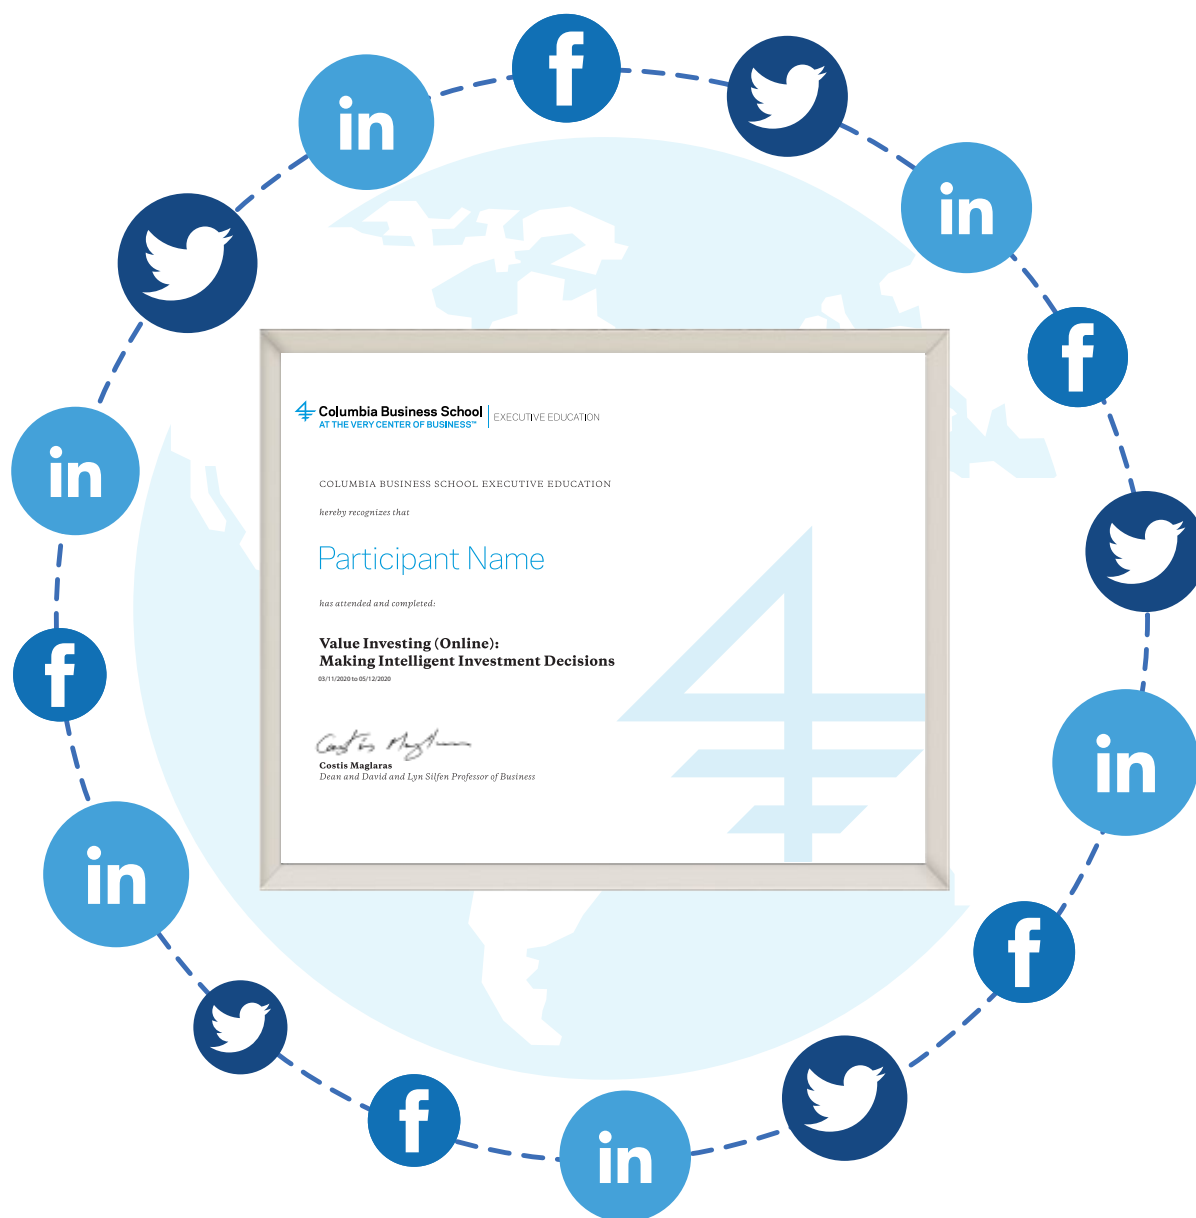 Columbia Business School
AT THE VERY CENTER OF BUSINESS™
EXECUTIVE EDUCATION
COLUMBIA BUSINESS SCHOOL EXECUTIVE EDUCATION
hereby recognizes that
Participant Name
has attended and completed:
Value Investing (Online):
Making Intelligent Investment Decisions
03/11/2020 to 05/12/2020
Costis Maglaras
Costis Maglaras
Dean and David and Lyn Silfen Professor of Business
f
in
in
f
in
f
in
in
f
f
in